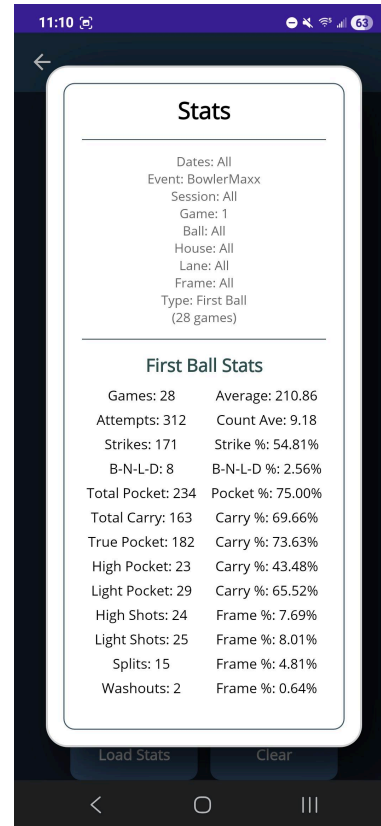 11:10
63
Stats
Dates: All
Event: BowlerMaxx
Session: All
Game: 1
Ball: All
House: All
Lane: All
Frame: All
Type: First Ball
(28 games)
First Ball Stats
Games: 28 Average: 210.86
Attempts: 312 Count Ave: 9.18
Strikes: 171 Strike %: 54.81%
B-N-L-D: 8 B-N-L-D %: 2.56%
Total Pocket: 234 Pocket %: 75.00%
Total Carry: 163 Carry %: 69.66%
True Pocket: 182 Carry %: 73.63%
High Pocket: 23 Carry %: 43.48%
Light Pocket: 29 Carry %: 65.52%
High Shots: 24 Frame %: 7.69%
Light Shots: 25 Frame %: 8.01%
Splits: 15 Frame %: 4.81%
Washouts: 2 Frame %: 0.64%
Load Stats Clear